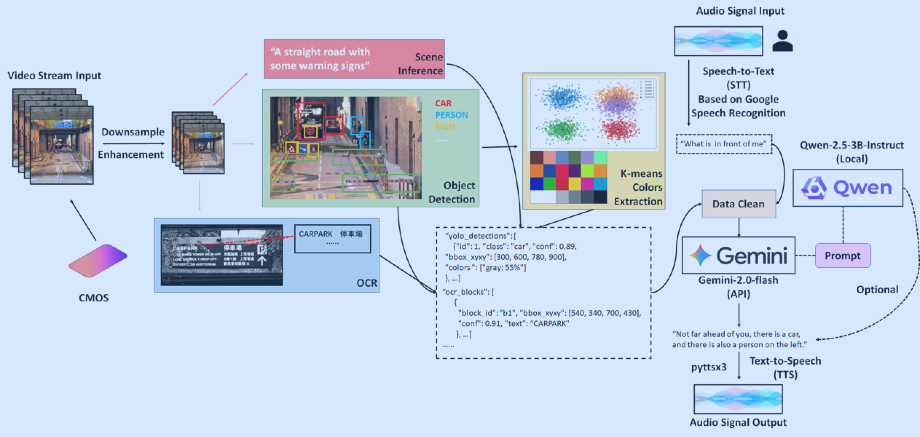 Video Stream Input
Downsample
Enhancement
CMOS
“A straight road with
some warning signs”
Scene
Inference
CAR
PERSON
SIGN
......
Object
Detection
CARPARK 停車場
CARPARK 停車場
......
OCR
K-means
Colors
Extraction
"yolo_detections": [
{"id": 1, "class": "car", "conf": 0.89,
"bbox_xyxy": [300, 600, 780, 900],
"colors": ["gray: 55%"]
}, ...]
"ocr_blocks": [
{
"block_id": "b1", "bbox_xyxy": [540, 340, 700, 430],
"conf": 0.91, "text": "CARPARK"
}, ...]
......
Audio Signal Input
Speech-to-Text
(STT)
Based on Google
Speech Recognition
“What is in front of me”
Qwen-2.5-3B-Instruct
(Local)
Qwen
Data Clean
Gemini
Prompt
Gemini-2.0-flash
(API)
Optional
“Not far ahead of you, there is a car,
and there is also a person on the left.”
pyttsx3
Text-to-Speech
(TTS)
Audio Signal Output